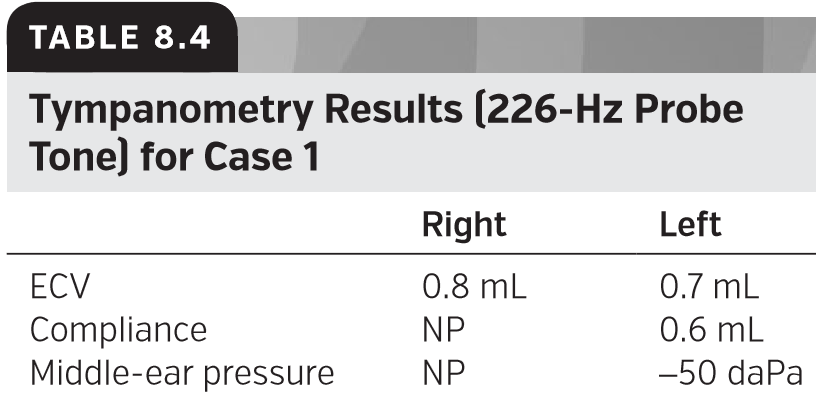 TABLE 8.4
Tympanometry Results (226-Hz Probe
Tone) for Case 1
Right Left
ECV 0.8 mL 0.7 mL
Compliance NP 0.6 mL
Middle-ear pressure NP –50 daPa